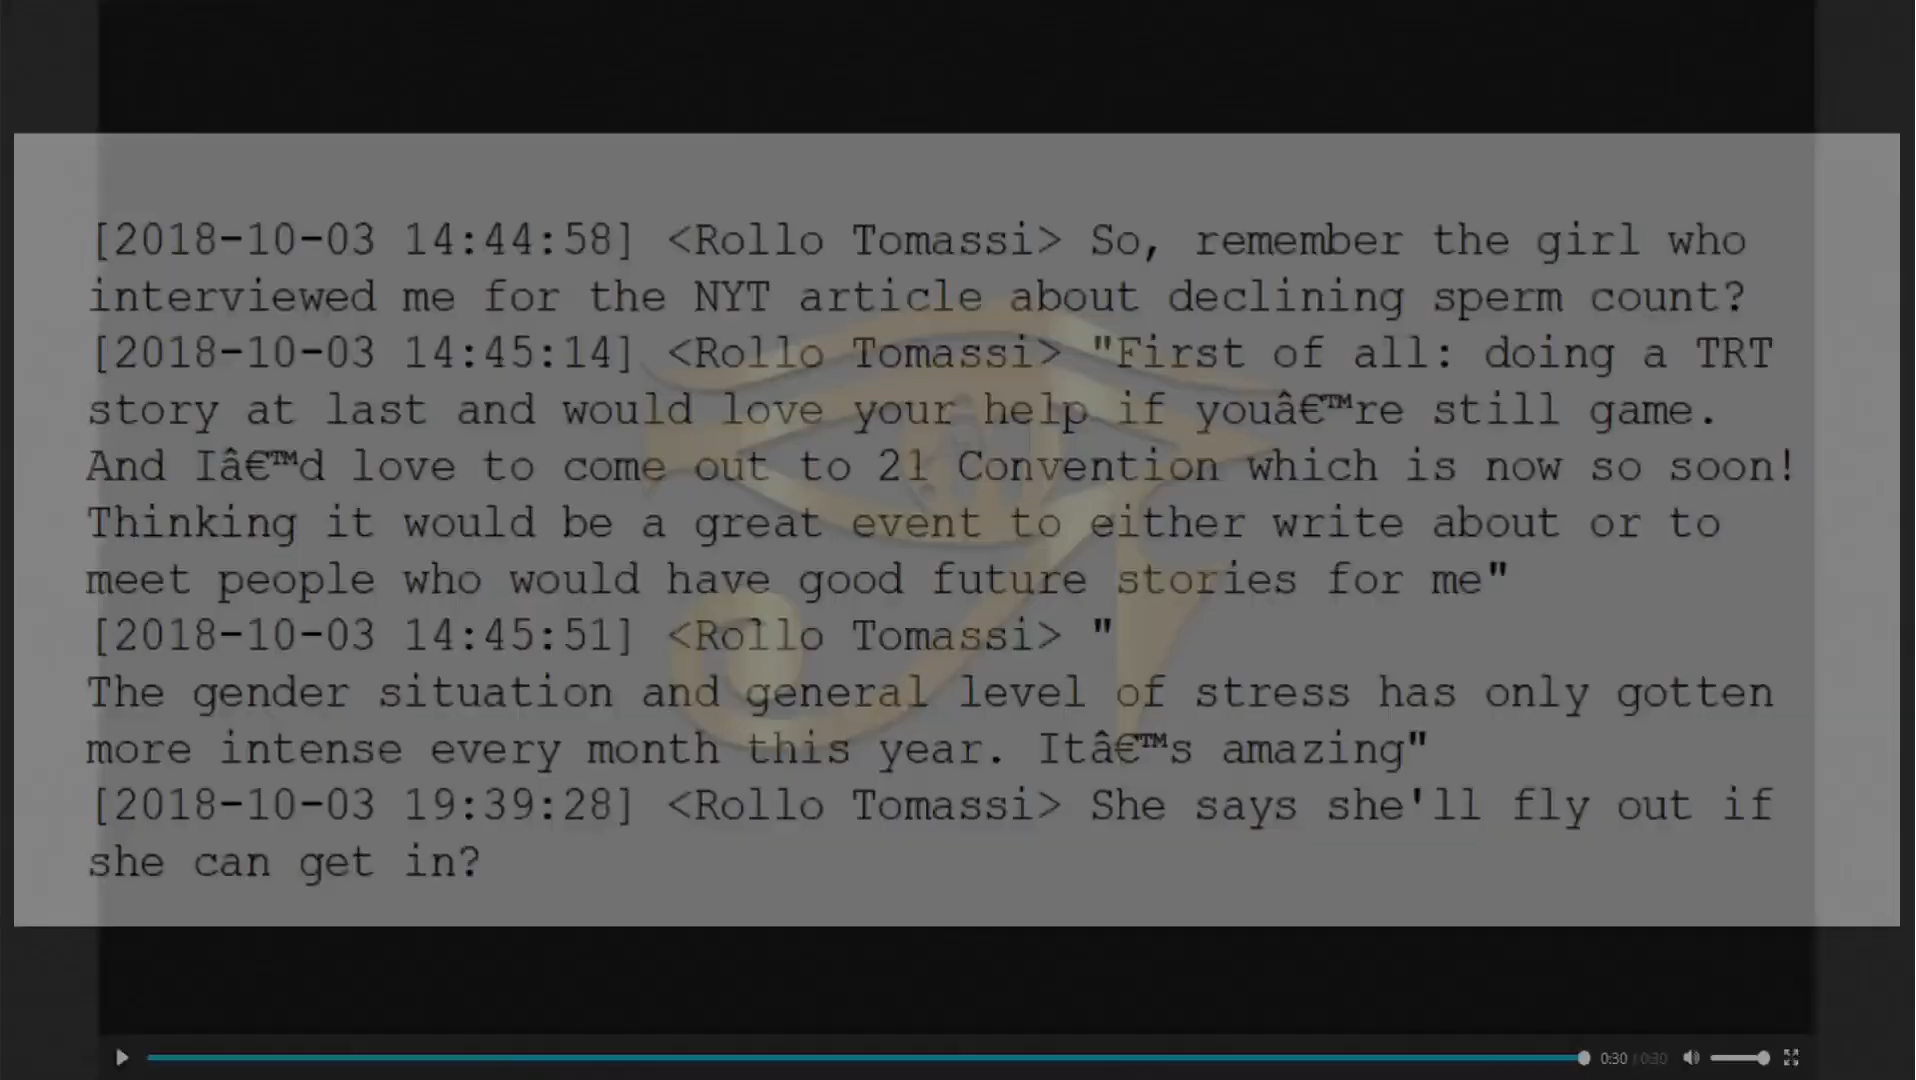 [2018-10-03 14:44:58] <Rollo Tomassi> So, remember the girl who
interviewed me for the NYT article about declining sperm count?
[2018-10-03 14:45:14] <Rollo Tomassi> "First of all: doing a TRT
story at last and would love your help if youâ€™re still game.
And Iâ€™d love to come out to 21 Convention which is now so soon!
Thinking it would be a great event to either write about or to
meet people who would have good future stories for me"
[2018-10-03 14:45:51] <Rollo Tomassi> "
The gender situation and general level of stress has only gotten
more intense every month this year. Itâ€™s amazing"
[2018-10-03 19:39:28] <Rollo Tomassi> She says she'll fly out if
she can get in?
0:30 / 0:30